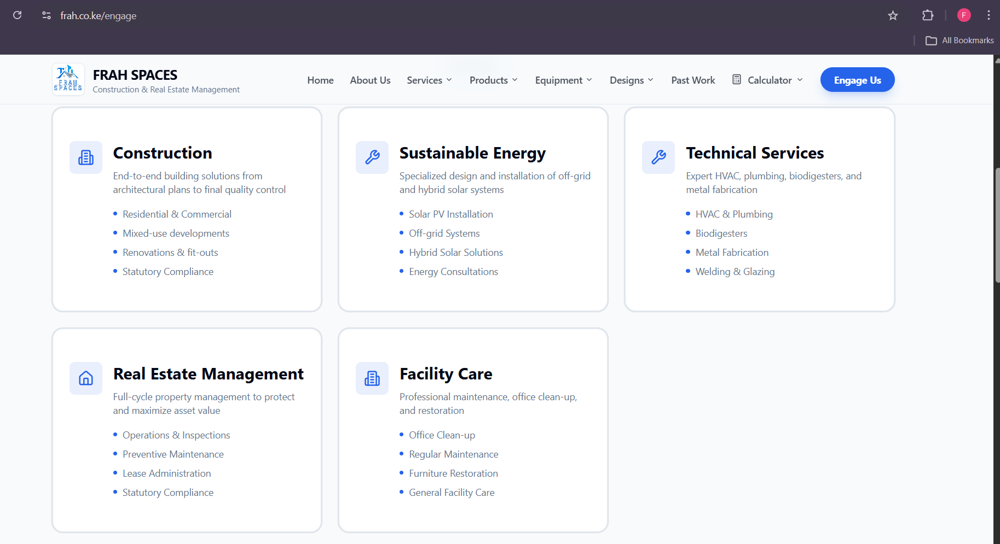 frah.co.ke/engage
F
All Bookmarks
FRAH
SPACES
FRAH SPACES
Construction & Real Estate Management
Home
About Us
Services
Products
Equipment
Designs
Past Work
Calculator
Engage Us
Construction
End-to-end building solutions from
architectural plans to final quality control
Residential & Commercial
Mixed-use developments
Renovations & fit-outs
Statutory Compliance
Sustainable Energy
Specialized design and installation of off-grid
and hybrid solar systems
Solar PV Installation
Off-grid Systems
Hybrid Solar Solutions
Energy Consultations
Technical Services
Expert HVAC, plumbing, biodigesters, and
metal fabrication
HVAC & Plumbing
Biodigesters
Metal Fabrication
Welding & Glazing
Real Estate Management
Full-cycle property management to protect
and maximize asset value
Operations & Inspections
Preventive Maintenance
Lease Administration
Statutory Compliance
Facility Care
Professional maintenance, office clean-up,
and restoration
Office Clean-up
Regular Maintenance
Furniture Restoration
General Facility Care